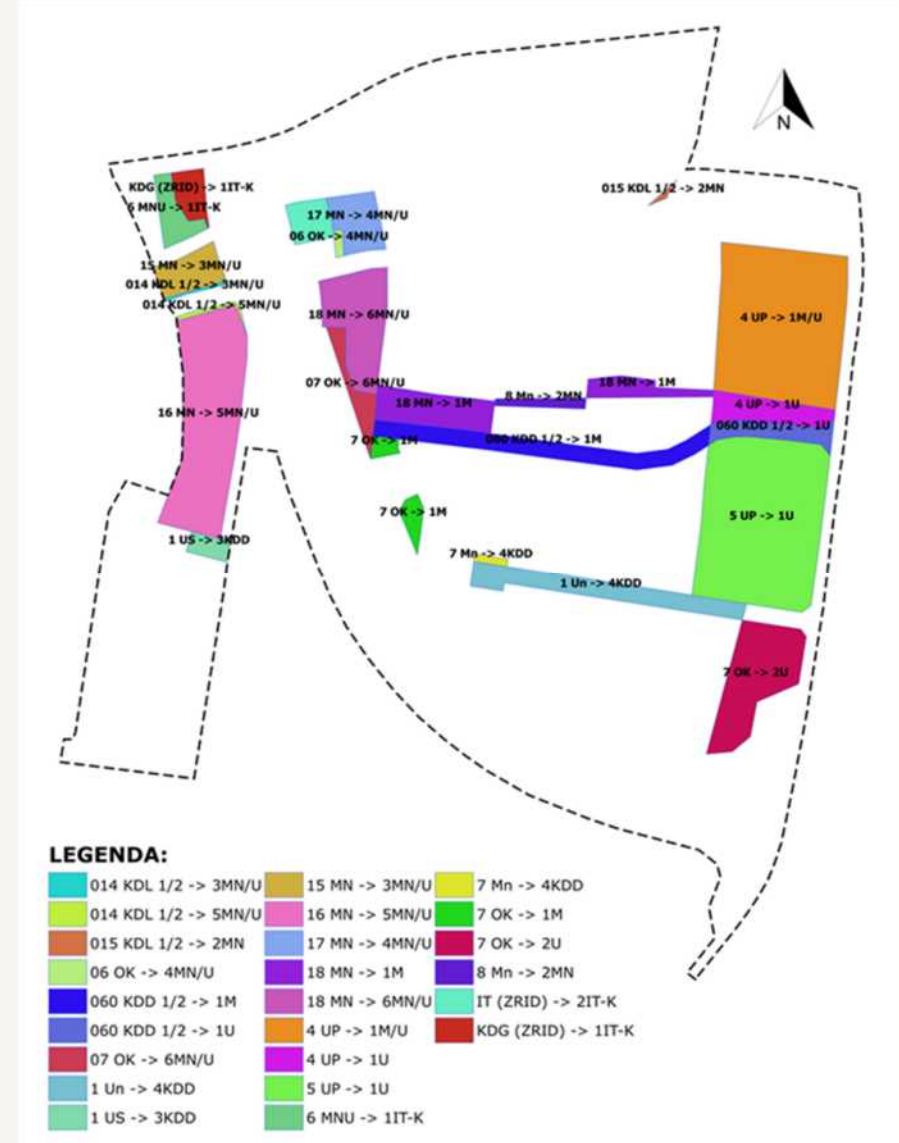 N
015 KDL 1/2 -> 2MN
KDG (ZRID) -> 1IT-K
6 MNU -> 1IT-K
17 MN -> 4MN/U
06 OK -> 4MN/U
15 MN -> 3MN/U
014 KDL 1/2 -> 3MN/U
014 KDL 1/2 -> 5MN/U
18 MN -> 6MN/U
4 UP -> 1M/U
07 OK -> 6MN/U
18 MN -> 1M
8 Mn -> 2MN
18 MN -> 1M
4 UP -> 1U
16 MN -> 5MN/U
060 KDD 1/2 -> 1U
7 OK -> 1M
060 KDD 1/2 -> 1M
7 OK -> 1M
5 UP -> 1U
1 US -> 3KDD
7 Mn -> 4KDD
1 Un -> 4KDD
7 OK -> 2U
LEGENDA:
014 KDL 1/2 -> 3MN/U
014 KDL 1/2 -> 5MN/U
015 KDL 1/2 -> 2MN
06 OK -> 4MN/U
060 KDD 1/2 -> 1M
060 KDD 1/2 -> 1U
07 OK -> 6MN/U
1 Un -> 4KDD
1 US -> 3KDD
15 MN -> 3MN/U
16 MN -> 5MN/U
17 MN -> 4MN/U
18 MN -> 1M
18 MN -> 6MN/U
4 UP -> 1M/U
4 UP -> 1U
5 UP -> 1U
6 MNU -> 1IT-K
7 Mn -> 4KDD
7 OK -> 1M
7 OK -> 2U
8 Mn -> 2MN
IT (ZRID) -> 2IT-K
KDG (ZRID) -> 1IT-K